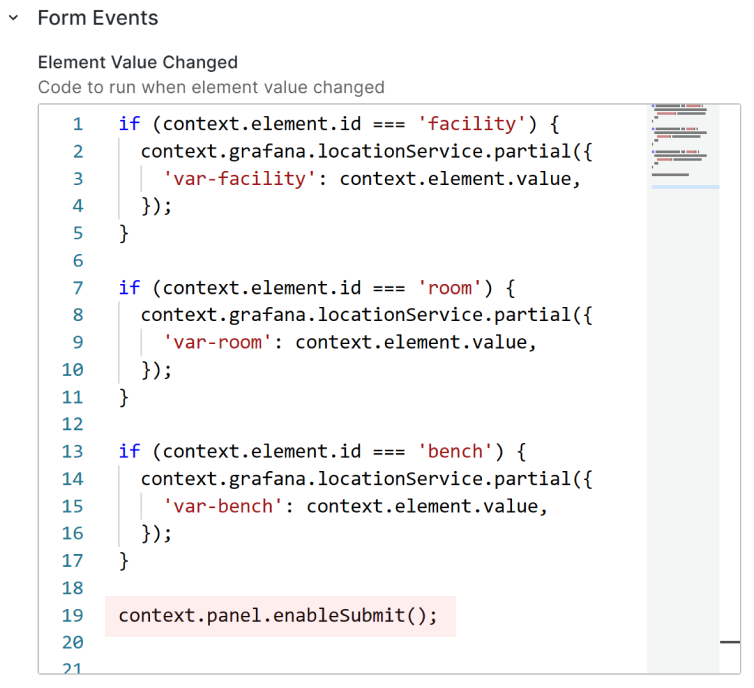 Form Events
Element Value Changed
Code to run when element value changed
1 if (context.element.id === 'facility') {
2 context.grafana.locationService.partial({
3 'var-facility': context.element.value,
4 });
5 }
6
7 if (context.element.id === 'room') {
8 context.grafana.locationService.partial({
9 'var-room': context.element.value,
10 });
11 }
12
13 if (context.element.id === 'bench') {
14 context.grafana.locationService.partial({
15 'var-bench': context.element.value,
16 });
17 }
18
19 context.panel.enableSubmit();
20
21